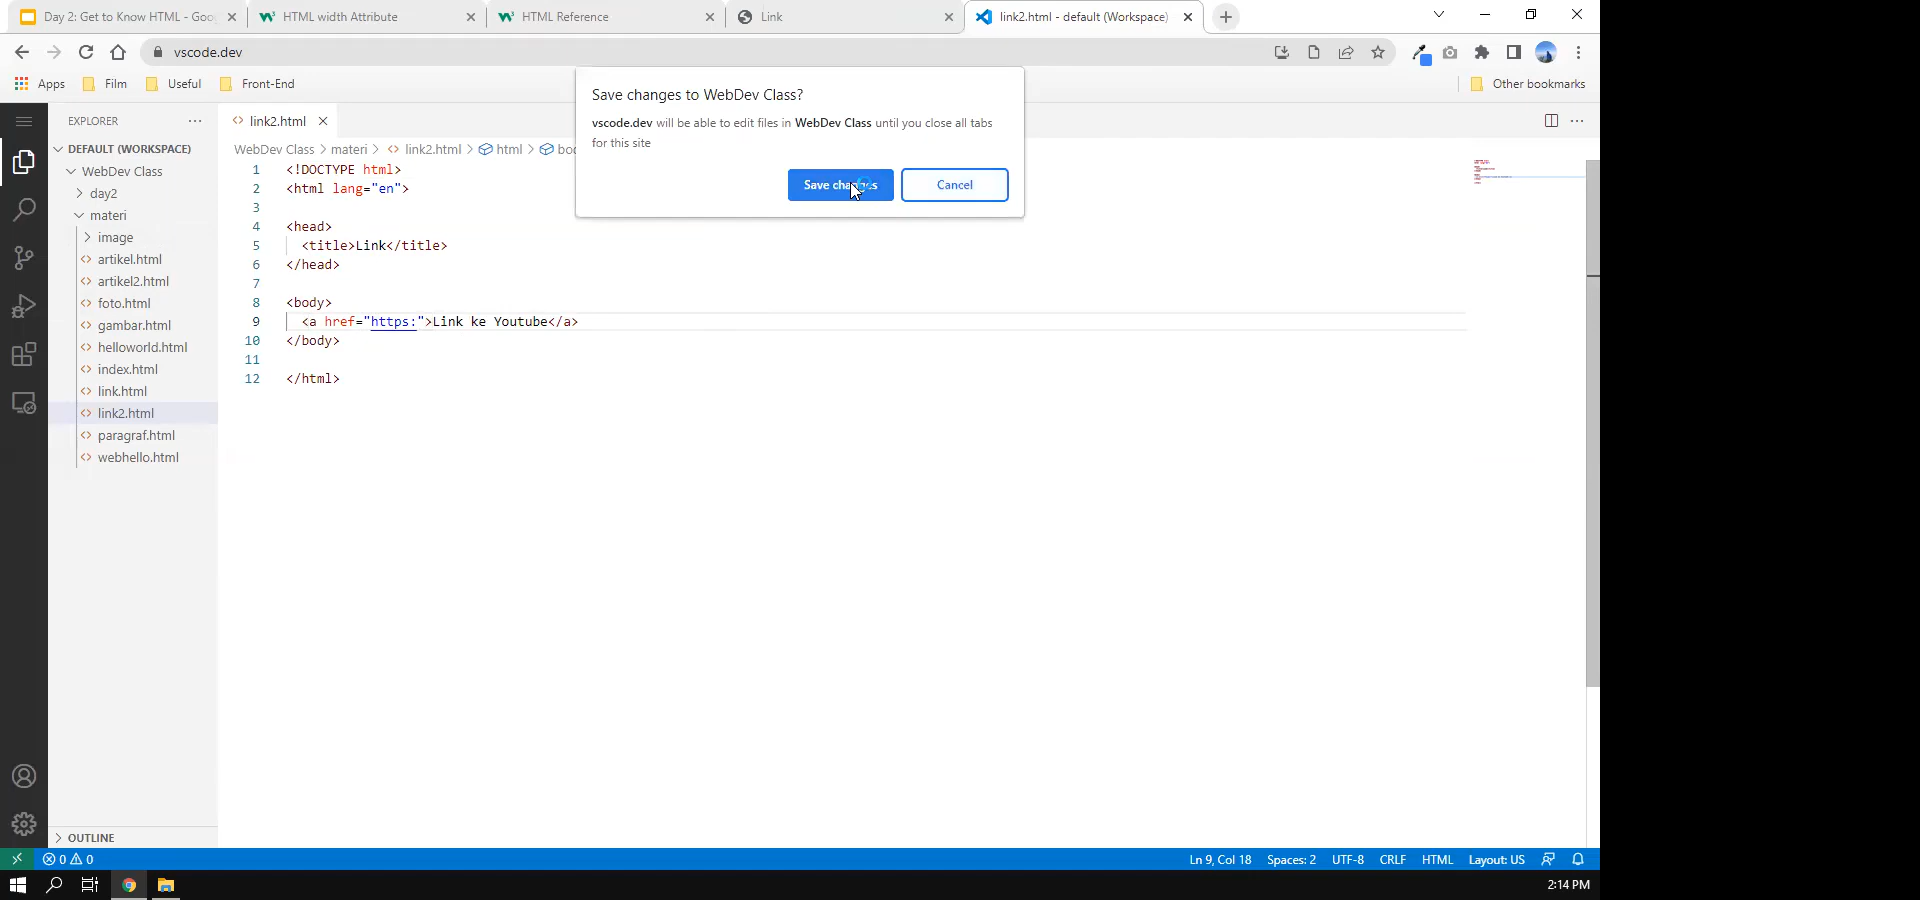 Day 2: Get to Know HTML - Goo
HTML width Attribute
HTML Reference
Link
link2.html - default (Workspace)
vscode.dev
Apps
Film
Useful
Front-End
Other bookmarks
Save changes to WebDev Class?
vscode.dev will be able to edit files in WebDev Class until you close all tabs
for this site
Save changes
Cancel
EXPLORER
DEFAULT (WORKSPACE)
WebDev Class
day2
materi
image
artikel.html
artikel2.html
foto.html
gambar.html
helloworld.html
index.html
link.html
link2.html
paragraf.html
webhello.html
OUTLINE
link2.html
WebDev Class > materi > link2.html > html >
1 <!DOCTYPE html>
2 <html lang="en">
3
4 <head>
5 <title>Link</title>
6 </head>
7
8 <body>
9 <a href="https:">Link ke Youtube</a>
10 </body>
11
12 </html>
0 0
Ln 9, Col 18
Spaces: 2
UTF-8
CRLF
HTML
Layout: US
2:14 PM